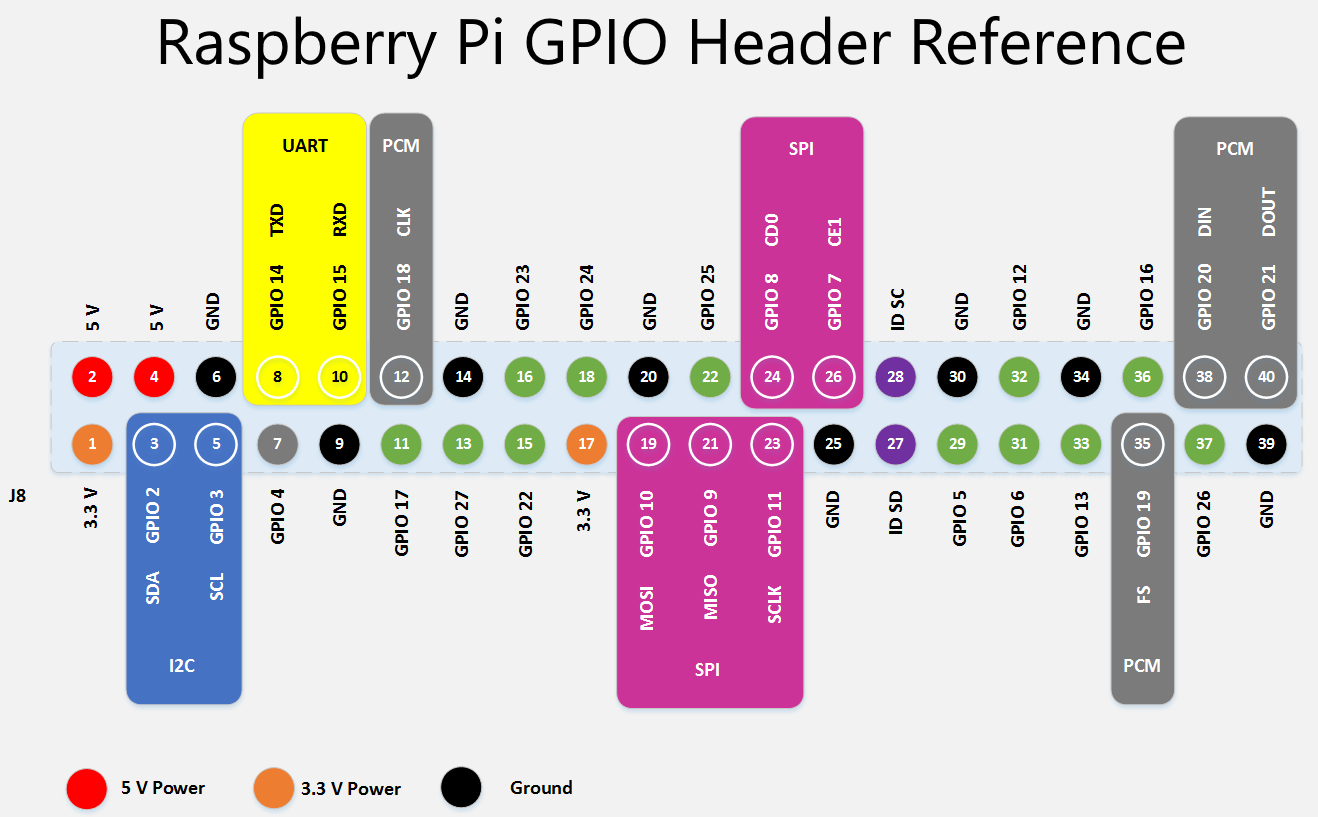 Raspberry Pi GPIO Header Reference
UART
PCM
SPI
PCM
TXD
RXD
CLK
CD0
CE1
DIN
DOUT
5 V
5 V
GND
GPIO 14
GPIO 15
GPIO 18
GND
GPIO 23
GPIO 24
GND
GPIO 25
GPIO 8
GPIO 7
ID SC
GND
GPIO 12
GND
GPIO 16
GPIO 20
GPIO 21
2 4 6 8 10 12 14 16 18 20 22 24 26 28 30 32 34 36 38 40
1 3 5 7 9 11 13 15 17 19 21 23 25 27 29 31 33 35 37 39
J8
3.3 V
GPIO 2
GPIO 3
GPIO 4
GND
GPIO 17
GPIO 27
GPIO 22
3.3 V
GPIO 10
GPIO 9
GPIO 11
GND
ID SD
GPIO 5
GPIO 6
GPIO 13
GPIO 19
GPIO 26
GND
SDA
SCL
MOSI
MISO
SCLK
FS
I2C
SPI
PCM
5 V Power
3.3 V Power
Ground